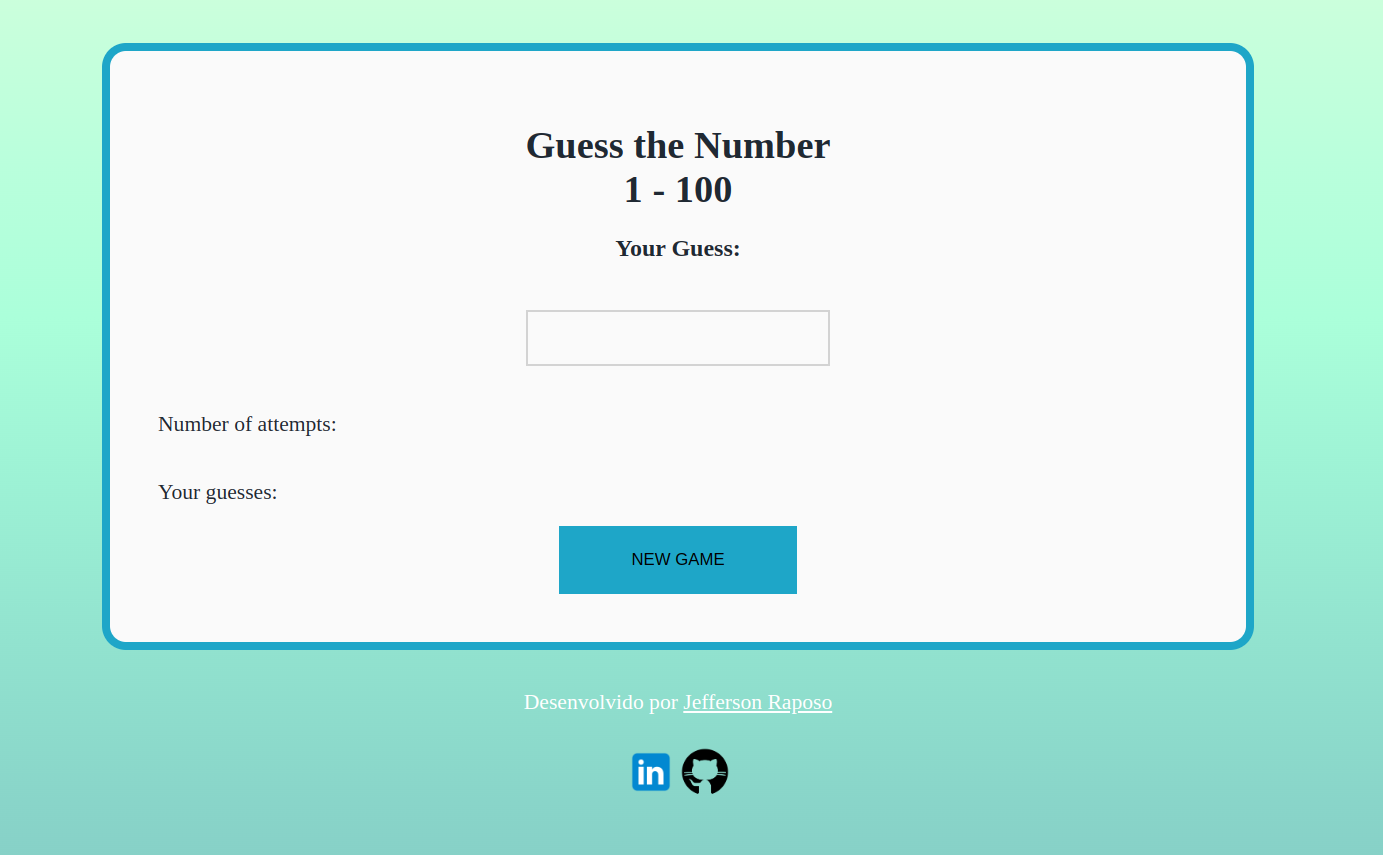 Guess the Number
1 - 100
Your Guess:
Number of attempts:
Your guesses:
NEW GAME
Desenvolvido por Jefferson Raposo
in